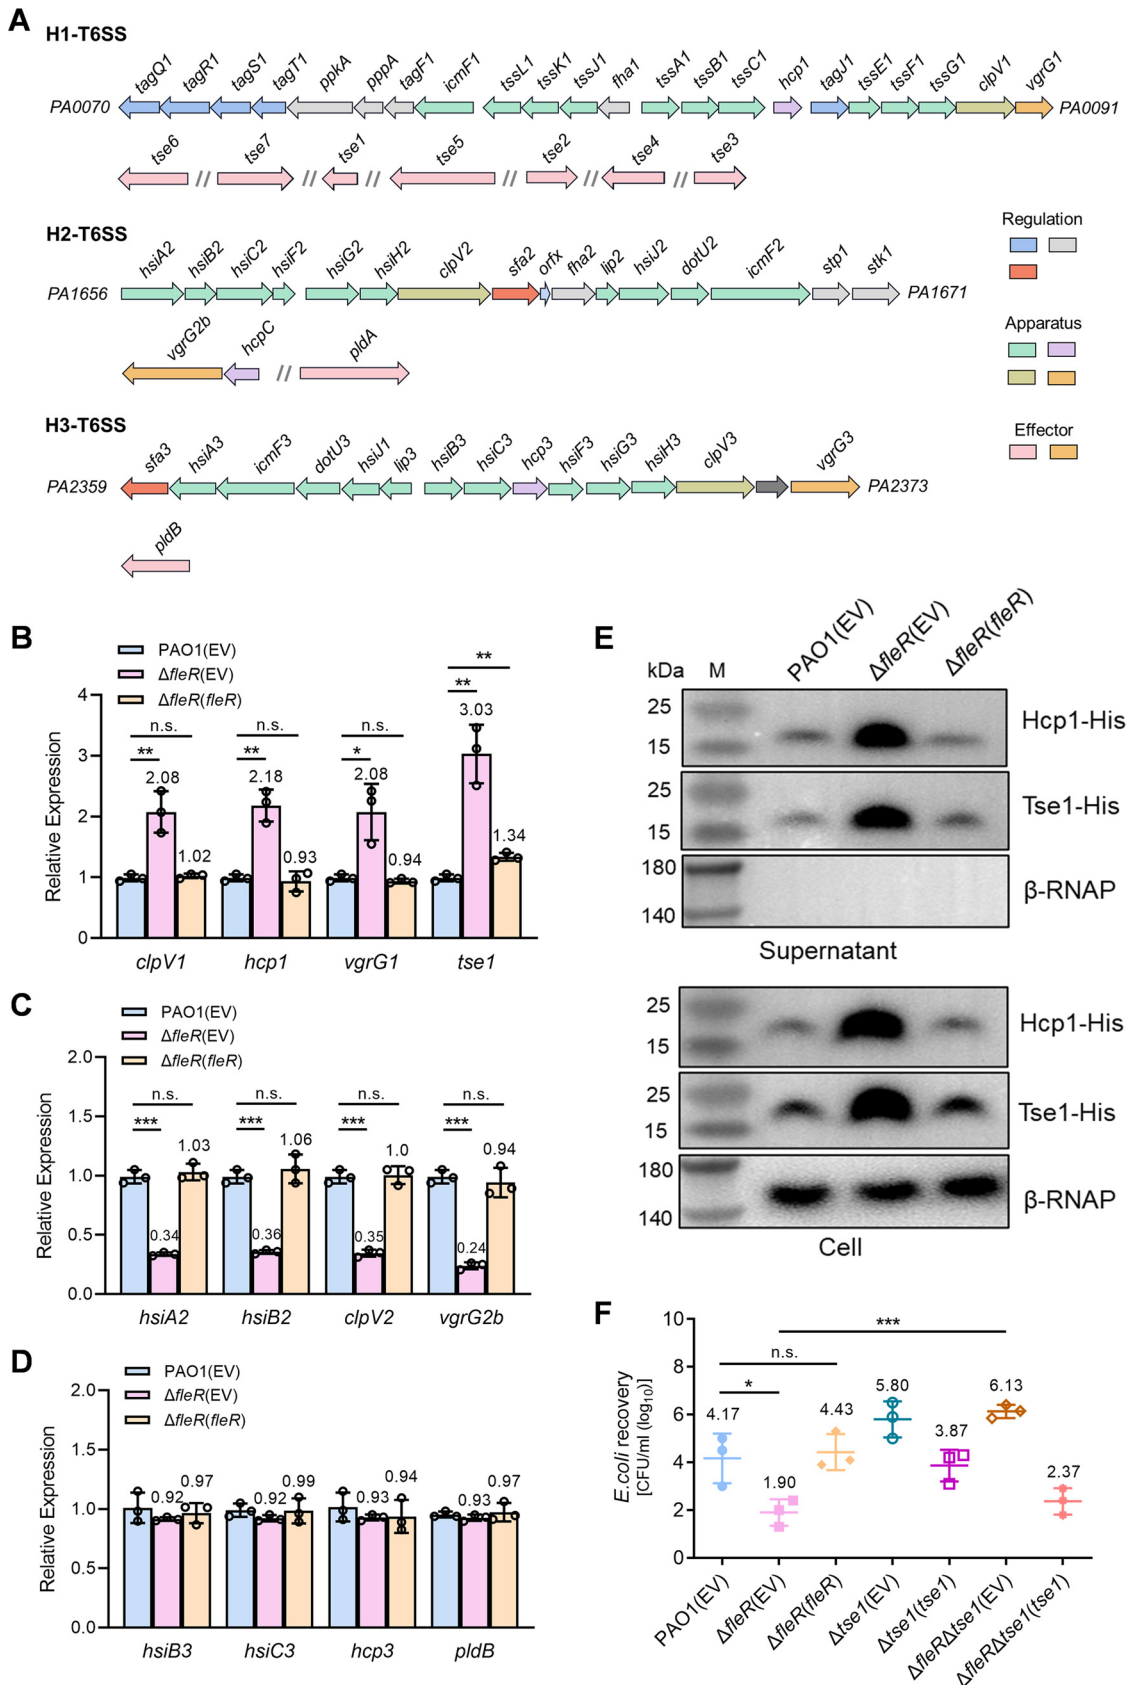 A
H1-T6SS
tagQ1 tagR1 tagS1 tagT1 ppkA pppA tagF1 icmF1 tssL1 tssK1 tssJ1 fha1 tssA1 tssB1 tssC1 hcp1 tagJ1 tssE1 tssF1 tssG1 clpV1 vgrG1
PA0070 PA0091
tse6 tse7 tse1 tse5 tse2 tse4 tse3
// // // // // //
H2-T6SS
hsiA2 hsiB2 hsiC2 hsiF2 hsiG2 hsiH2 clpV2 sfa2 orfx fha2 lip2 hsiJ2 dotU2 icmF2 stp1 stk1
PA1656 PA1671
vgrG2b hcpC // pldA
H3-T6SS
sfa3 hsiA3 icmF3 dotU3 hsiJ1 lip3 hsiB3 hsiC3 hcp3 hsiF3 hsiG3 hsiH3 clpV3 vgrG3
PA2359 PA2373
pldB
Regulation
Apparatus
Effector
B
PAO1(EV)
ΔfleR(EV)
ΔfleR(fleR)
Relative Expression
4
3
2
1
0
n.s. n.s. n.s. **
** ** * **
2.08 1.02 2.18 0.93 2.08 0.94 3.03 1.34
clpV1 hcp1 vgrG1 tse1
C
PAO1(EV)
ΔfleR(EV)
ΔfleR(fleR)
Relative Expression
2.0
1.5
1.0
0.5
0.0
n.s. n.s. n.s. n.s.
*** *** *** ***
0.34 1.03 0.36 1.06 0.35 1.0 0.24 0.94
hsiA2 hsiB2 clpV2 vgrG2b
D
PAO1(EV)
ΔfleR(EV)
ΔfleR(fleR)
Relative Expression
2.0
1.5
1.0
0.5
0.0
0.92 0.97 0.92 0.99 0.93 0.94 0.93 0.97
hsiB3 hsiC3 hcp3 pldB
E
kDa M PAO1(EV) ΔfleR(EV) ΔfleR(fleR)
25
15
Hcp1-His
25
15
Tse1-His
180
140
β-RNAP
Supernatant
25
15
Hcp1-His
25
15
Tse1-His
180
140
β-RNAP
Cell
F
E.coli recovery
[CFU/ml (log10)]
10
8
6
4
2
0
***
n.s.
*
4.17 1.90 4.43 5.80 3.87 6.13 2.37
PAO1(EV) ΔfleR(EV) ΔfleR(fleR) Δtse1(EV) Δtse1(tse1) ΔfleRΔtse1(EV) ΔfleRΔtse1(tse1)